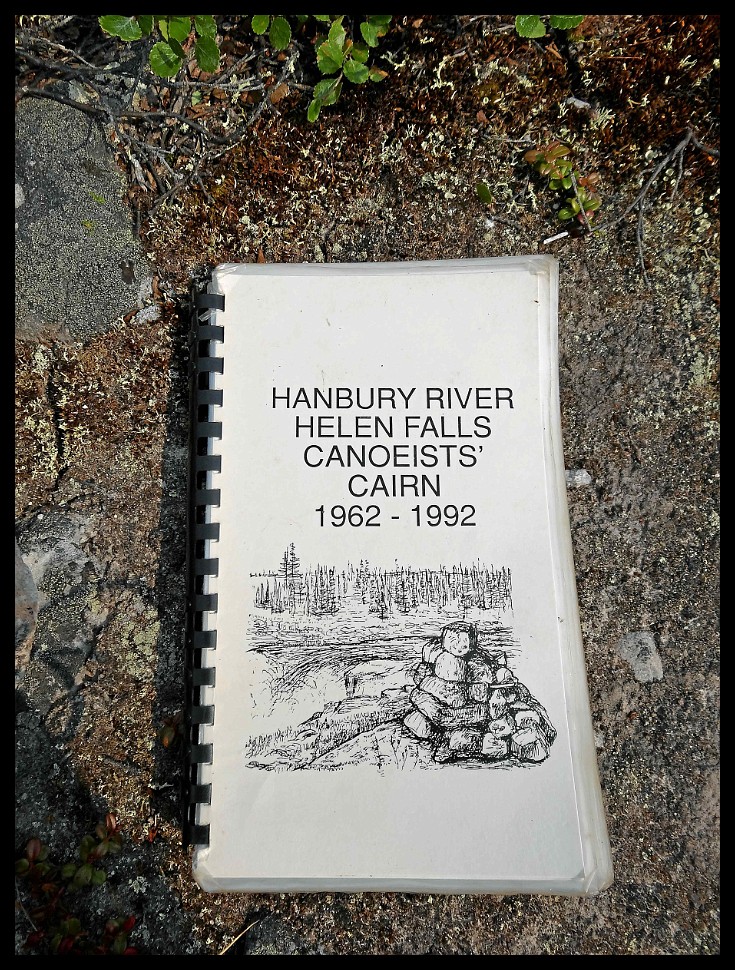 HANBURY RIVER
HELEN FALLS
CANOEISTS'
CAIRN
1962 - 1992